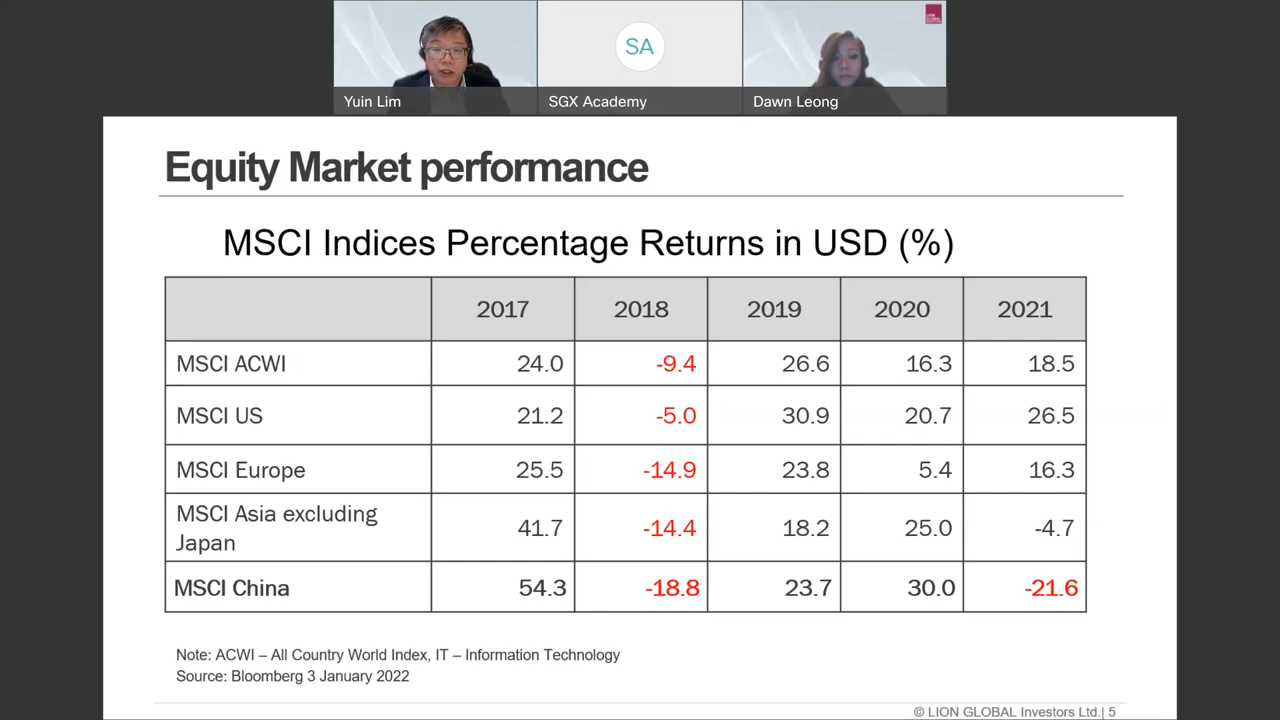 SA
LION
GLOBAL
Yuin Lim
SGX Academy
Dawn Leong
Equity Market performance
MSCI Indices Percentage Returns in USD (%)
2017 2018 2019 2020 2021
MSCI ACWI 24.0 -9.4 26.6 16.3 18.5
MSCI US 21.2 -5.0 30.9 20.7 26.5
MSCI Europe 25.5 -14.9 23.8 5.4 16.3
MSCI Asia excluding
Japan 41.7 -14.4 18.2 25.0 -4.7
MSCI China 54.3 -18.8 23.7 30.0 -21.6
Note: ACWI – All Country World Index, IT – Information Technology
Source: Bloomberg 3 January 2022
© LION GLOBAL Investors Ltd.| 5